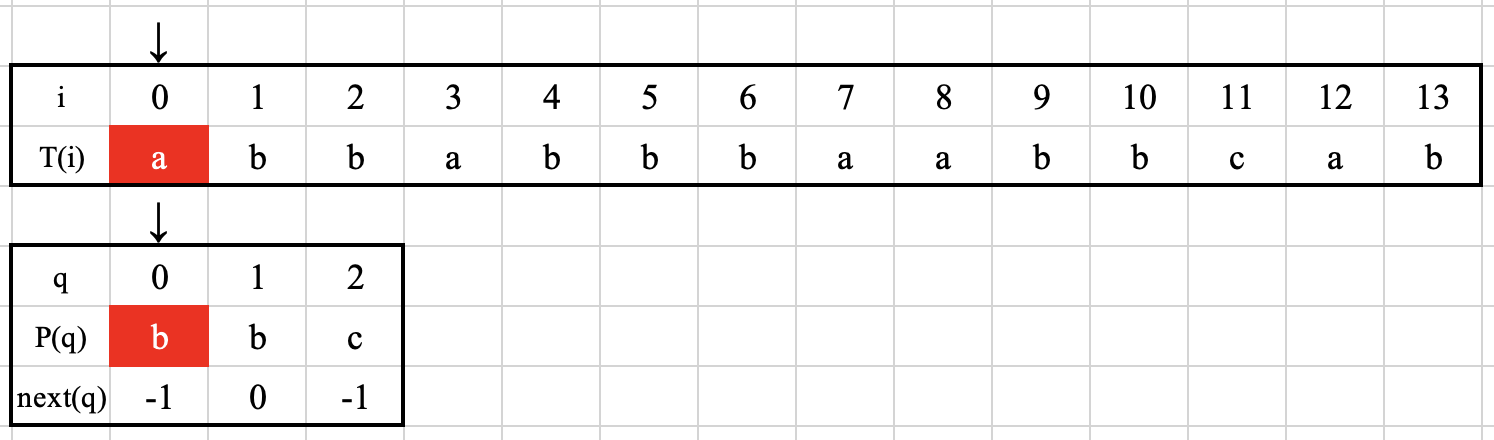 ↓
i 0 1 2 3 4 5 6 7 8 9 10 11 12 13
T(i) a b b a b b b a a b b c a b
↓
q 0 1 2
P(q) b b c
next(q) -1 0 -1